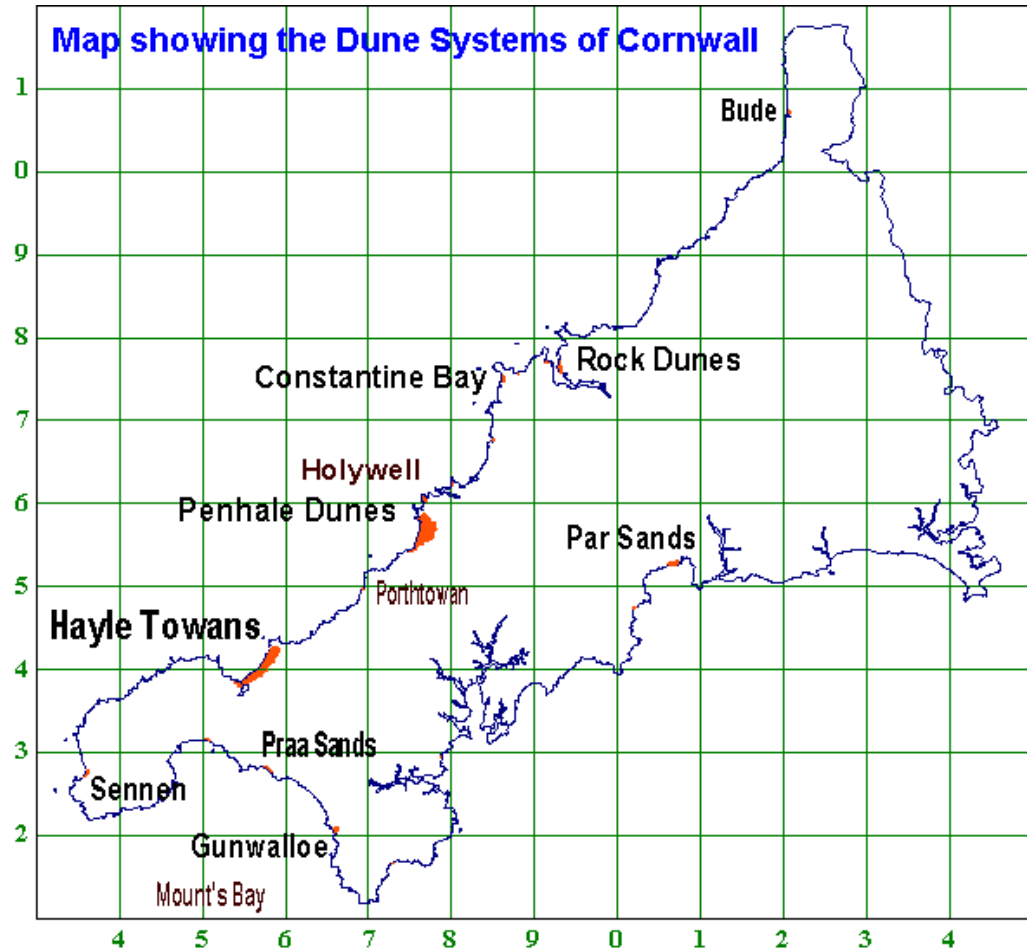 Map showing the Dune Systems of Cornwall
1
Bude
0
9
8
Rock Dunes
Constantine Bay
7
Holywell
6
Penhale Dunes
Par Sands
5
Porthtowan
Hayle Towans
4
3
Praa Sands
Sennen
2
Gunwalloe
Mount's Bay
4 5 6 7 8 9 0 1 2 3 4